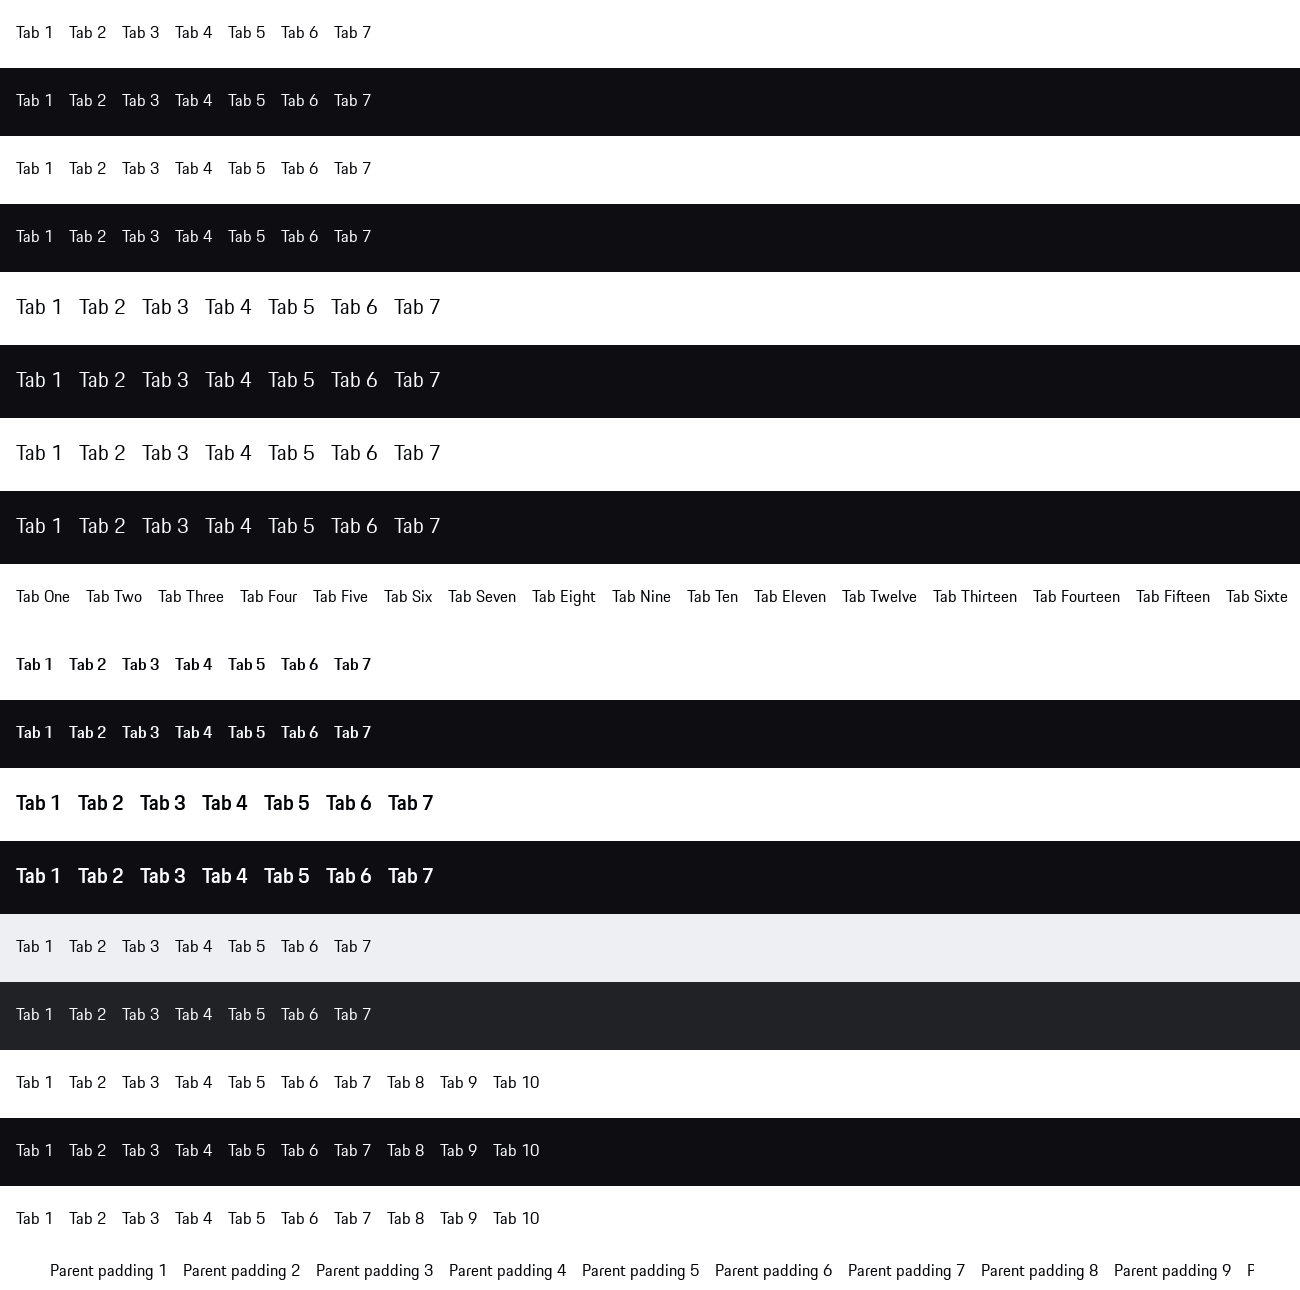 Tab 1 Tab 2 Tab 3 Tab 4 Tab 5 Tab 6 Tab 7
Tab 1 Tab 2 Tab 3 Tab 4 Tab 5 Tab 6 Tab 7
Tab 1 Tab 2 Tab 3 Tab 4 Tab 5 Tab 6 Tab 7
Tab 1 Tab 2 Tab 3 Tab 4 Tab 5 Tab 6 Tab 7
Tab 1 Tab 2 Tab 3 Tab 4 Tab 5 Tab 6 Tab 7
Tab 1 Tab 2 Tab 3 Tab 4 Tab 5 Tab 6 Tab 7
Tab 1 Tab 2 Tab 3 Tab 4 Tab 5 Tab 6 Tab 7
Tab 1 Tab 2 Tab 3 Tab 4 Tab 5 Tab 6 Tab 7
Tab One Tab Two Tab Three Tab Four Tab Five Tab Six Tab Seven Tab Eight Tab Nine Tab Ten Tab Eleven Tab Twelve Tab Thirteen Tab Fourteen Tab Fifteen Tab Sixte
Tab 1 Tab 2 Tab 3 Tab 4 Tab 5 Tab 6 Tab 7
Tab 1 Tab 2 Tab 3 Tab 4 Tab 5 Tab 6 Tab 7
Tab 1 Tab 2 Tab 3 Tab 4 Tab 5 Tab 6 Tab 7
Tab 1 Tab 2 Tab 3 Tab 4 Tab 5 Tab 6 Tab 7
Tab 1 Tab 2 Tab 3 Tab 4 Tab 5 Tab 6 Tab 7
Tab 1 Tab 2 Tab 3 Tab 4 Tab 5 Tab 6 Tab 7
Tab 1 Tab 2 Tab 3 Tab 4 Tab 5 Tab 6 Tab 7 Tab 8 Tab 9 Tab 10
Tab 1 Tab 2 Tab 3 Tab 4 Tab 5 Tab 6 Tab 7 Tab 8 Tab 9 Tab 10
Tab 1 Tab 2 Tab 3 Tab 4 Tab 5 Tab 6 Tab 7 Tab 8 Tab 9 Tab 10
Parent padding 1 Parent padding 2 Parent padding 3 Parent padding 4 Parent padding 5 Parent padding 6 Parent padding 7 Parent padding 8 Parent padding 9